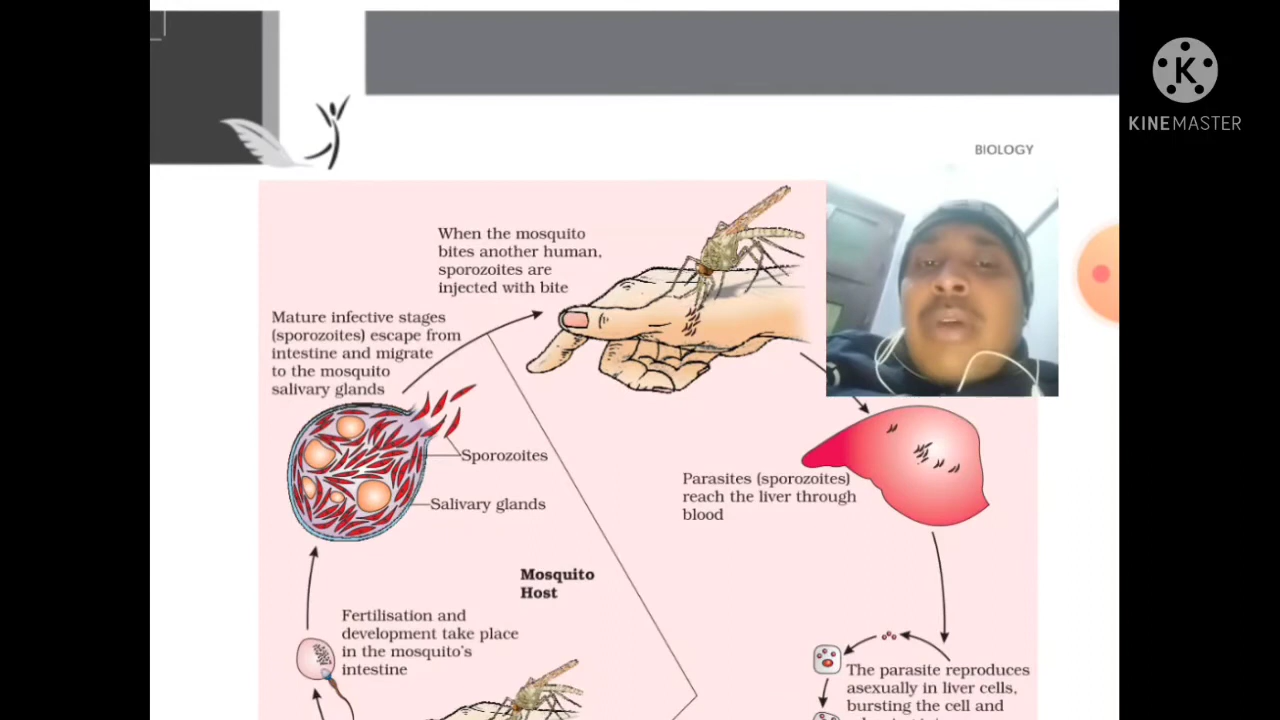 K
KINEMASTER
BIOLOGY
When the mosquito
bites another human,
sporozoites are
injected with bite
Mature infective stages
(sporozoites) escape from
intestine and migrate
to the mosquito
salivary glands
Sporozoites
Salivary glands
Parasites (sporozoites)
reach the liver through
blood
Mosquito
Host
Fertilisation and
development take place
in the mosquito's
intestine
The parasite reproduces
asexually in liver cells,
bursting the cell and